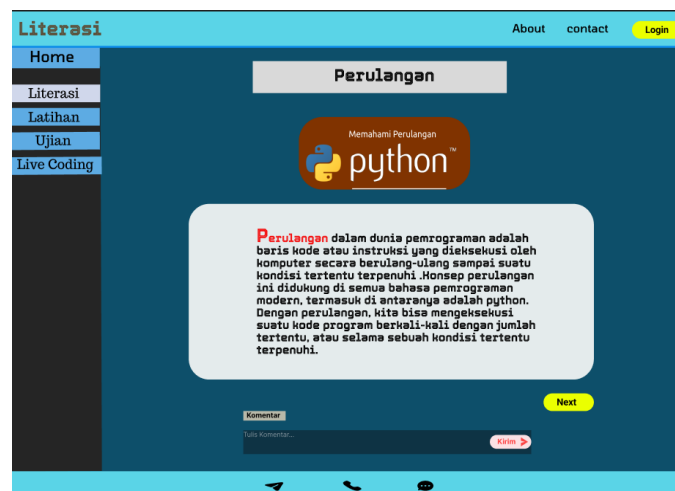 Literasi
About contact Login
Home
Literasi
Latihan
Ujian
Live Coding
Perulangan
Memahami Perulangan
python™
Perulangan dalam dunia pemrograman adalah
baris kode atau instruksi yang dieksekusi oleh
komputer secara berulang-ulang sampai suatu
kondisi tertentu terpenuhi .Konsep perulangan
ini didukung di semua bahasa pemrograman
modern, termasuk di antaranya adalah python.
Dengan perulangan, kita bisa mengeksekusi
suatu kode program berkali-kali dengan jumlah
tertentu, atau selama sebuah kondisi tertentu
terpenuhi.
Next
Komentar
Tulis Komentar...
Kirim